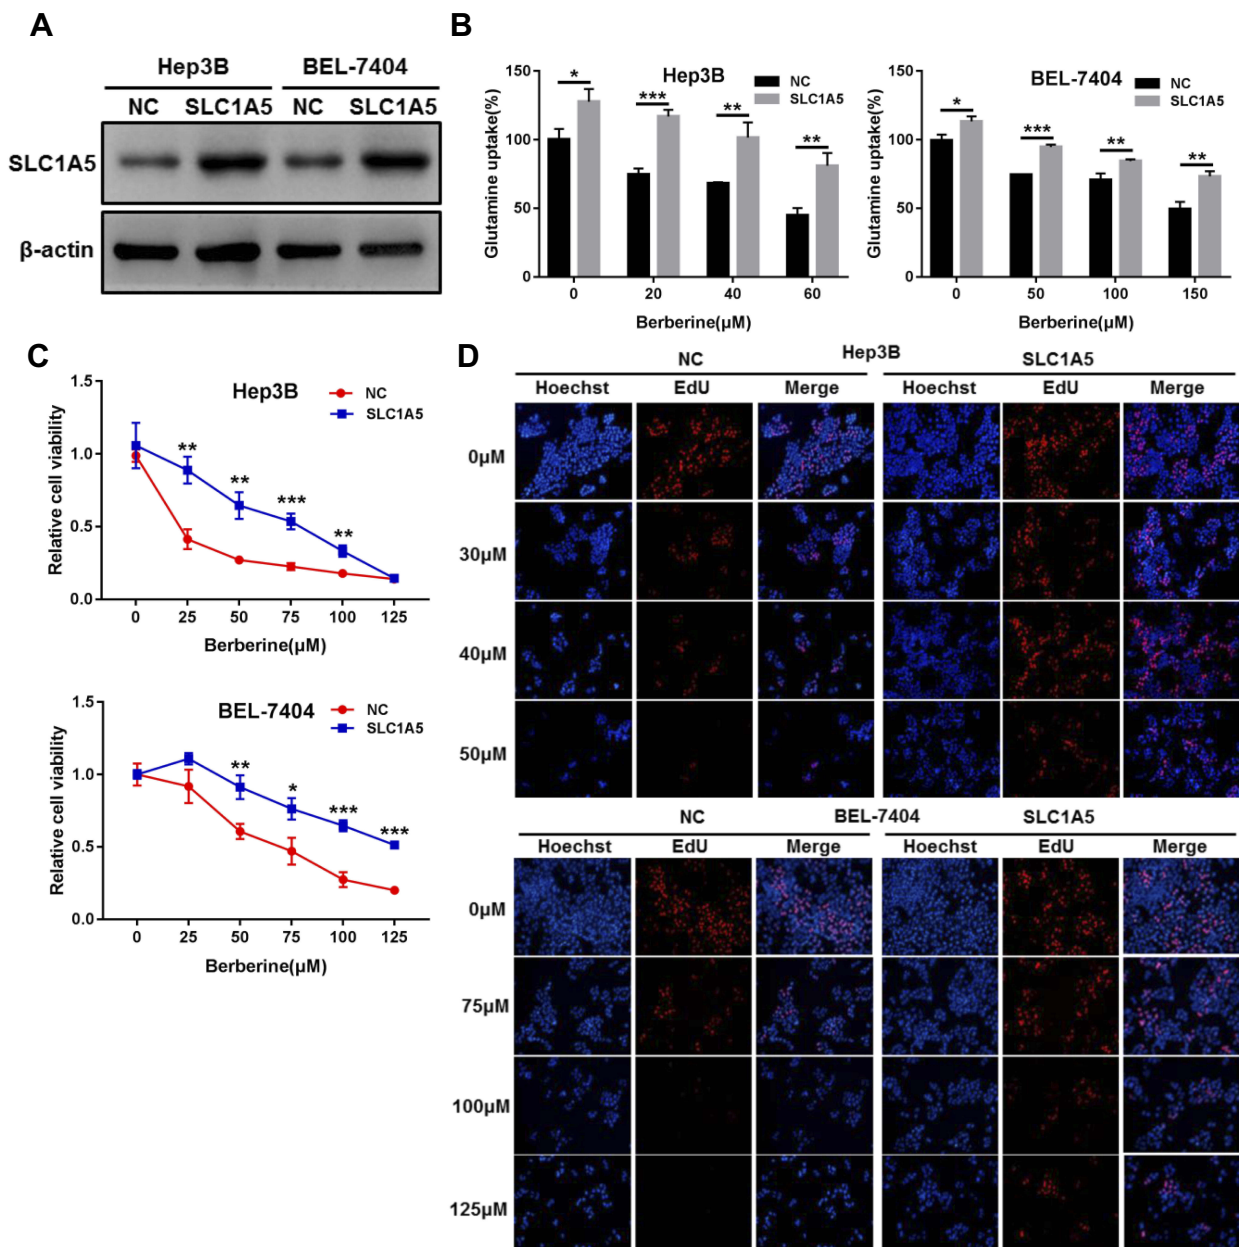 A
Hep3B BEL-7404
NC SLC1A5 NC SLC1A5
SLC1A5
β-actin
B
Hep3B
NC
SLC1A5
Glutamine uptake(%)
150
100
50
0
* *** ** **
0 20 40 60
Berberine(μM)
BEL-7404
NC
SLC1A5
Glutamine uptake(%)
150
100
50
0
* *** ** **
0 50 100 150
Berberine(μM)
C
Hep3B
NC
SLC1A5
Relative cell viability
1.5
1.0
0.5
0.0
** ** *** **
0 25 50 75 100 125
Berberine(μM)
BEL-7404
NC
SLC1A5
Relative cell viability
1.5
1.0
0.5
0.0
** * *** ***
0 25 50 75 100 125
Berberine(μM)
D
NC Hep3B SLC1A5
Hoechst EdU Merge Hoechst EdU Merge
0μM
30μM
40μM
50μM
NC BEL-7404 SLC1A5
Hoechst EdU Merge Hoechst EdU Merge
0μM
75μM
100μM
125μM